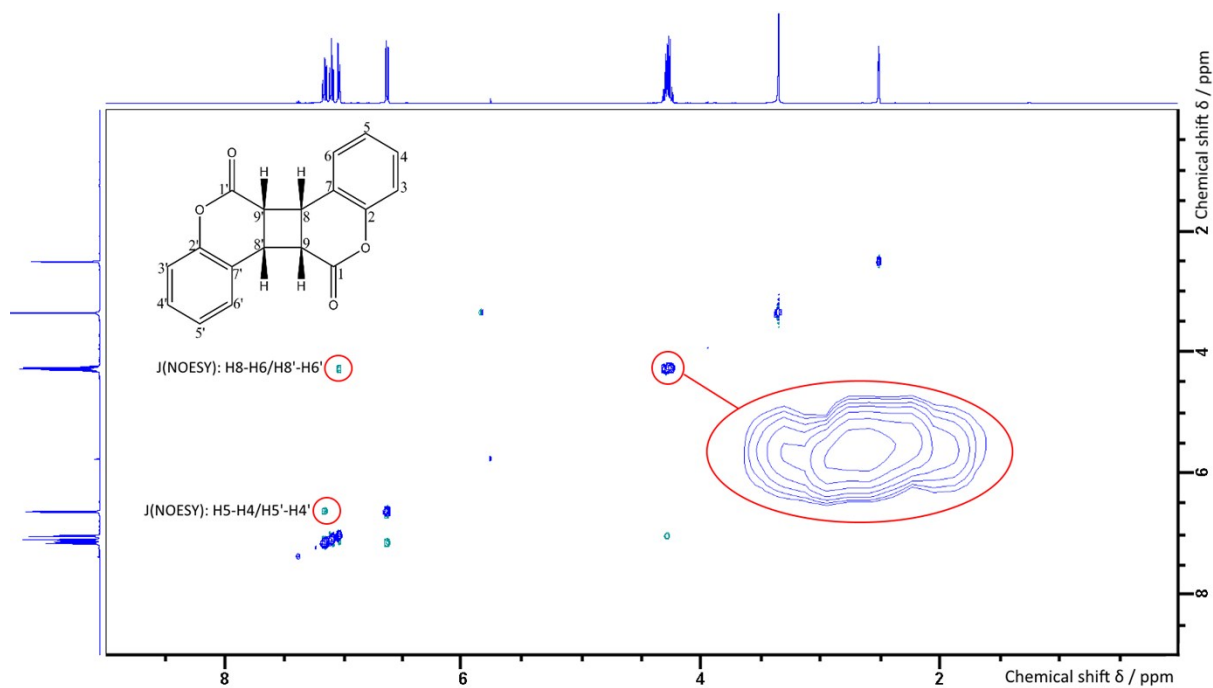 5
O
6
4
H
H
1'
7
3
8
9'
2
O
2'
8'
9
O
3'
7'
1
H
H
4'
6'
O
5'
J(NOESY): H8-H6/H8'-H6'
J(NOESY): H5-H4/H5'-H4'
2
4
6
8
Chemical shift δ / ppm
8
6
4
2
Chemical shift δ / ppm